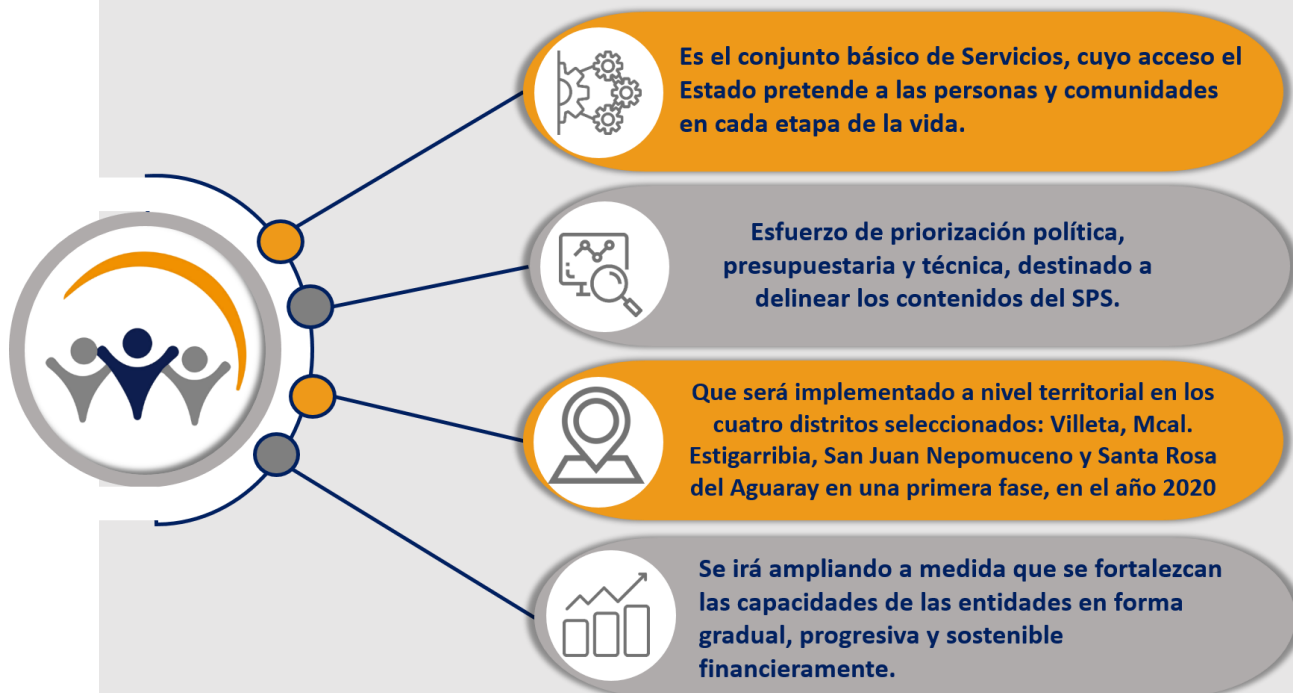 Es el conjunto básico de Servicios, cuyo acceso el
Estado pretende a las personas y comunidades
en cada etapa de la vida.
Esfuerzo de priorización política,
presupuestaria y técnica, destinado a
delinear los contenidos del SPS.
Que será implementado a nivel territorial en los
cuatro distritos seleccionados: Villeta, Mcal.
Estigarribia, San Juan Nepomuceno y Santa Rosa
del Aguaray en una primera fase, en el año 2020
Se irá ampliando a medida que se fortalezcan
las capacidades de las entidades en forma
gradual, progresiva y sostenible
financieramente.